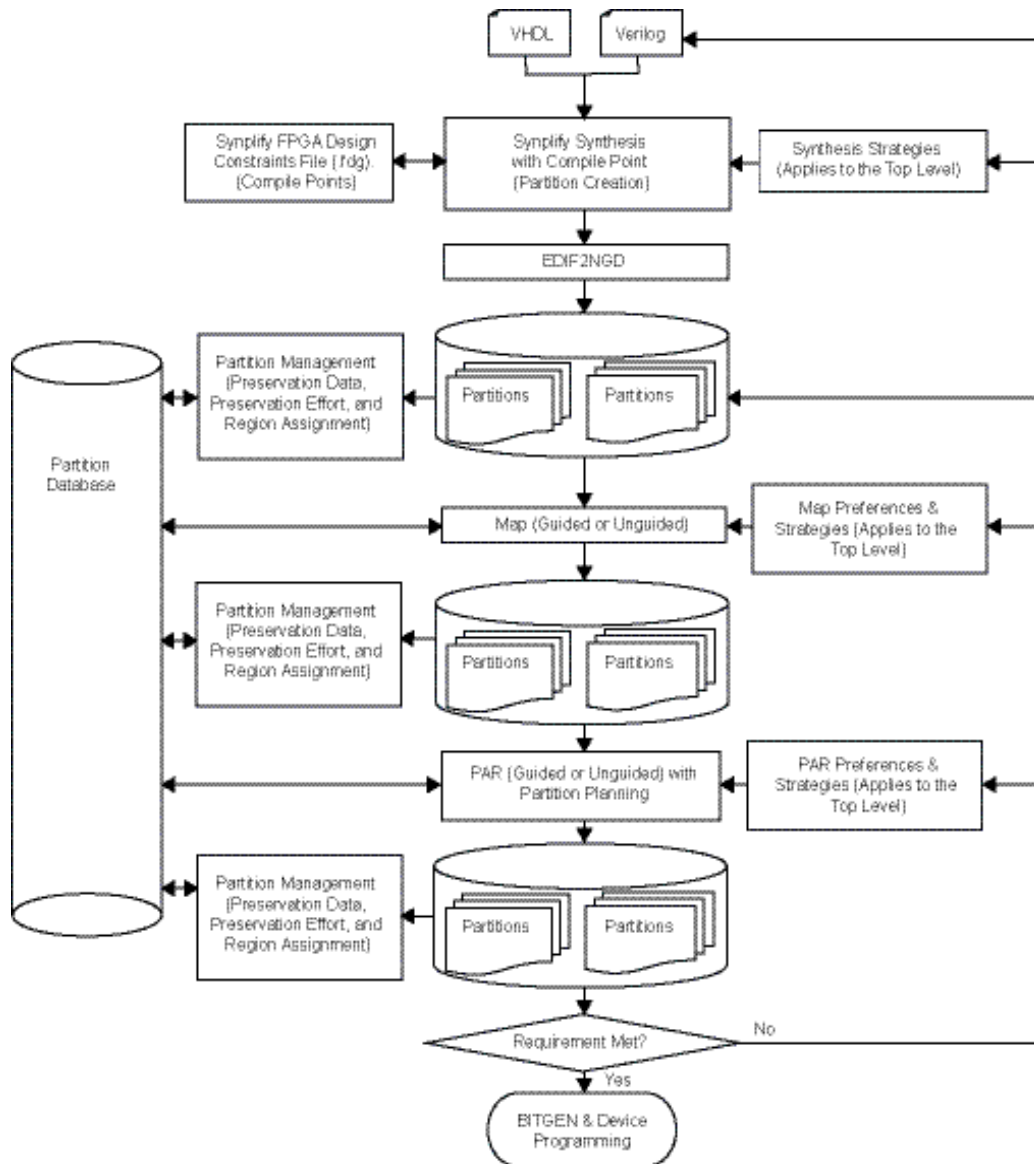 VHDL
Verilog
Synplify FPGA Design
Constraints File (.fdg).
(Compile Points)
Synplify Synthesis
with Compile Point
(Partition Creation)
Synthesis Strategies
(Applies to the Top Level)
EDIF2NGD
Partition Management
(Preservation Data,
Preservation Effort, and
Region Assignment)
Partitions
Partitions
Partition
Database
Map (Guided or Unguided)
Map Preferences &
Strategies (Applies to the
Top Level)
Partition Management
(Preservation Data,
Preservation Effort, and
Region Assignment)
Partitions
Partitions
PAR (Guided or Unguided) with
Partition Planning
PAR Preferences &
Strategies (Applies to the
Top Level)
Partition Management
(Preservation Data,
Preservation Effort, and
Region Assignment)
Partitions
Partitions
Requirement Met?
No
Yes
BITGEN & Device
Programming